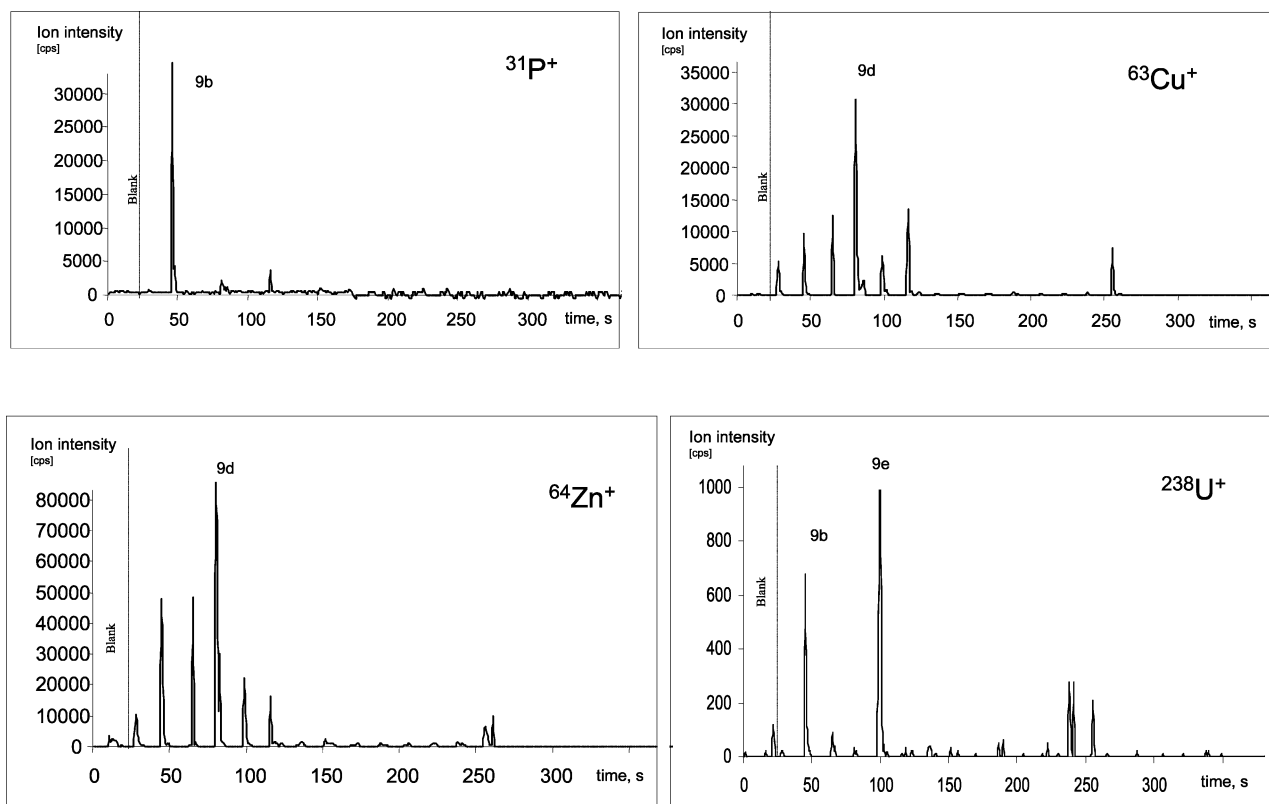 Ion intensity
[cps]
9b
31P+
30000
25000
20000
15000
10000
5000
0
Blank
0 50 100 150 200 250 300 time, s
Ion intensity
[cps]
9d
63Cu+
35000
30000
25000
20000
15000
10000
5000
0
Blank
0 50 100 150 200 250 300 time, s
Ion intensity
[cps]
9d
64Zn+
80000
70000
60000
50000
40000
30000
20000
10000
0
Blank
0 50 100 150 200 250 300 350 time, s
Ion intensity
[cps]
9e
9b
238U+
1000
800
600
400
200
0
Blank
0 50 100 150 200 250 300 time, s